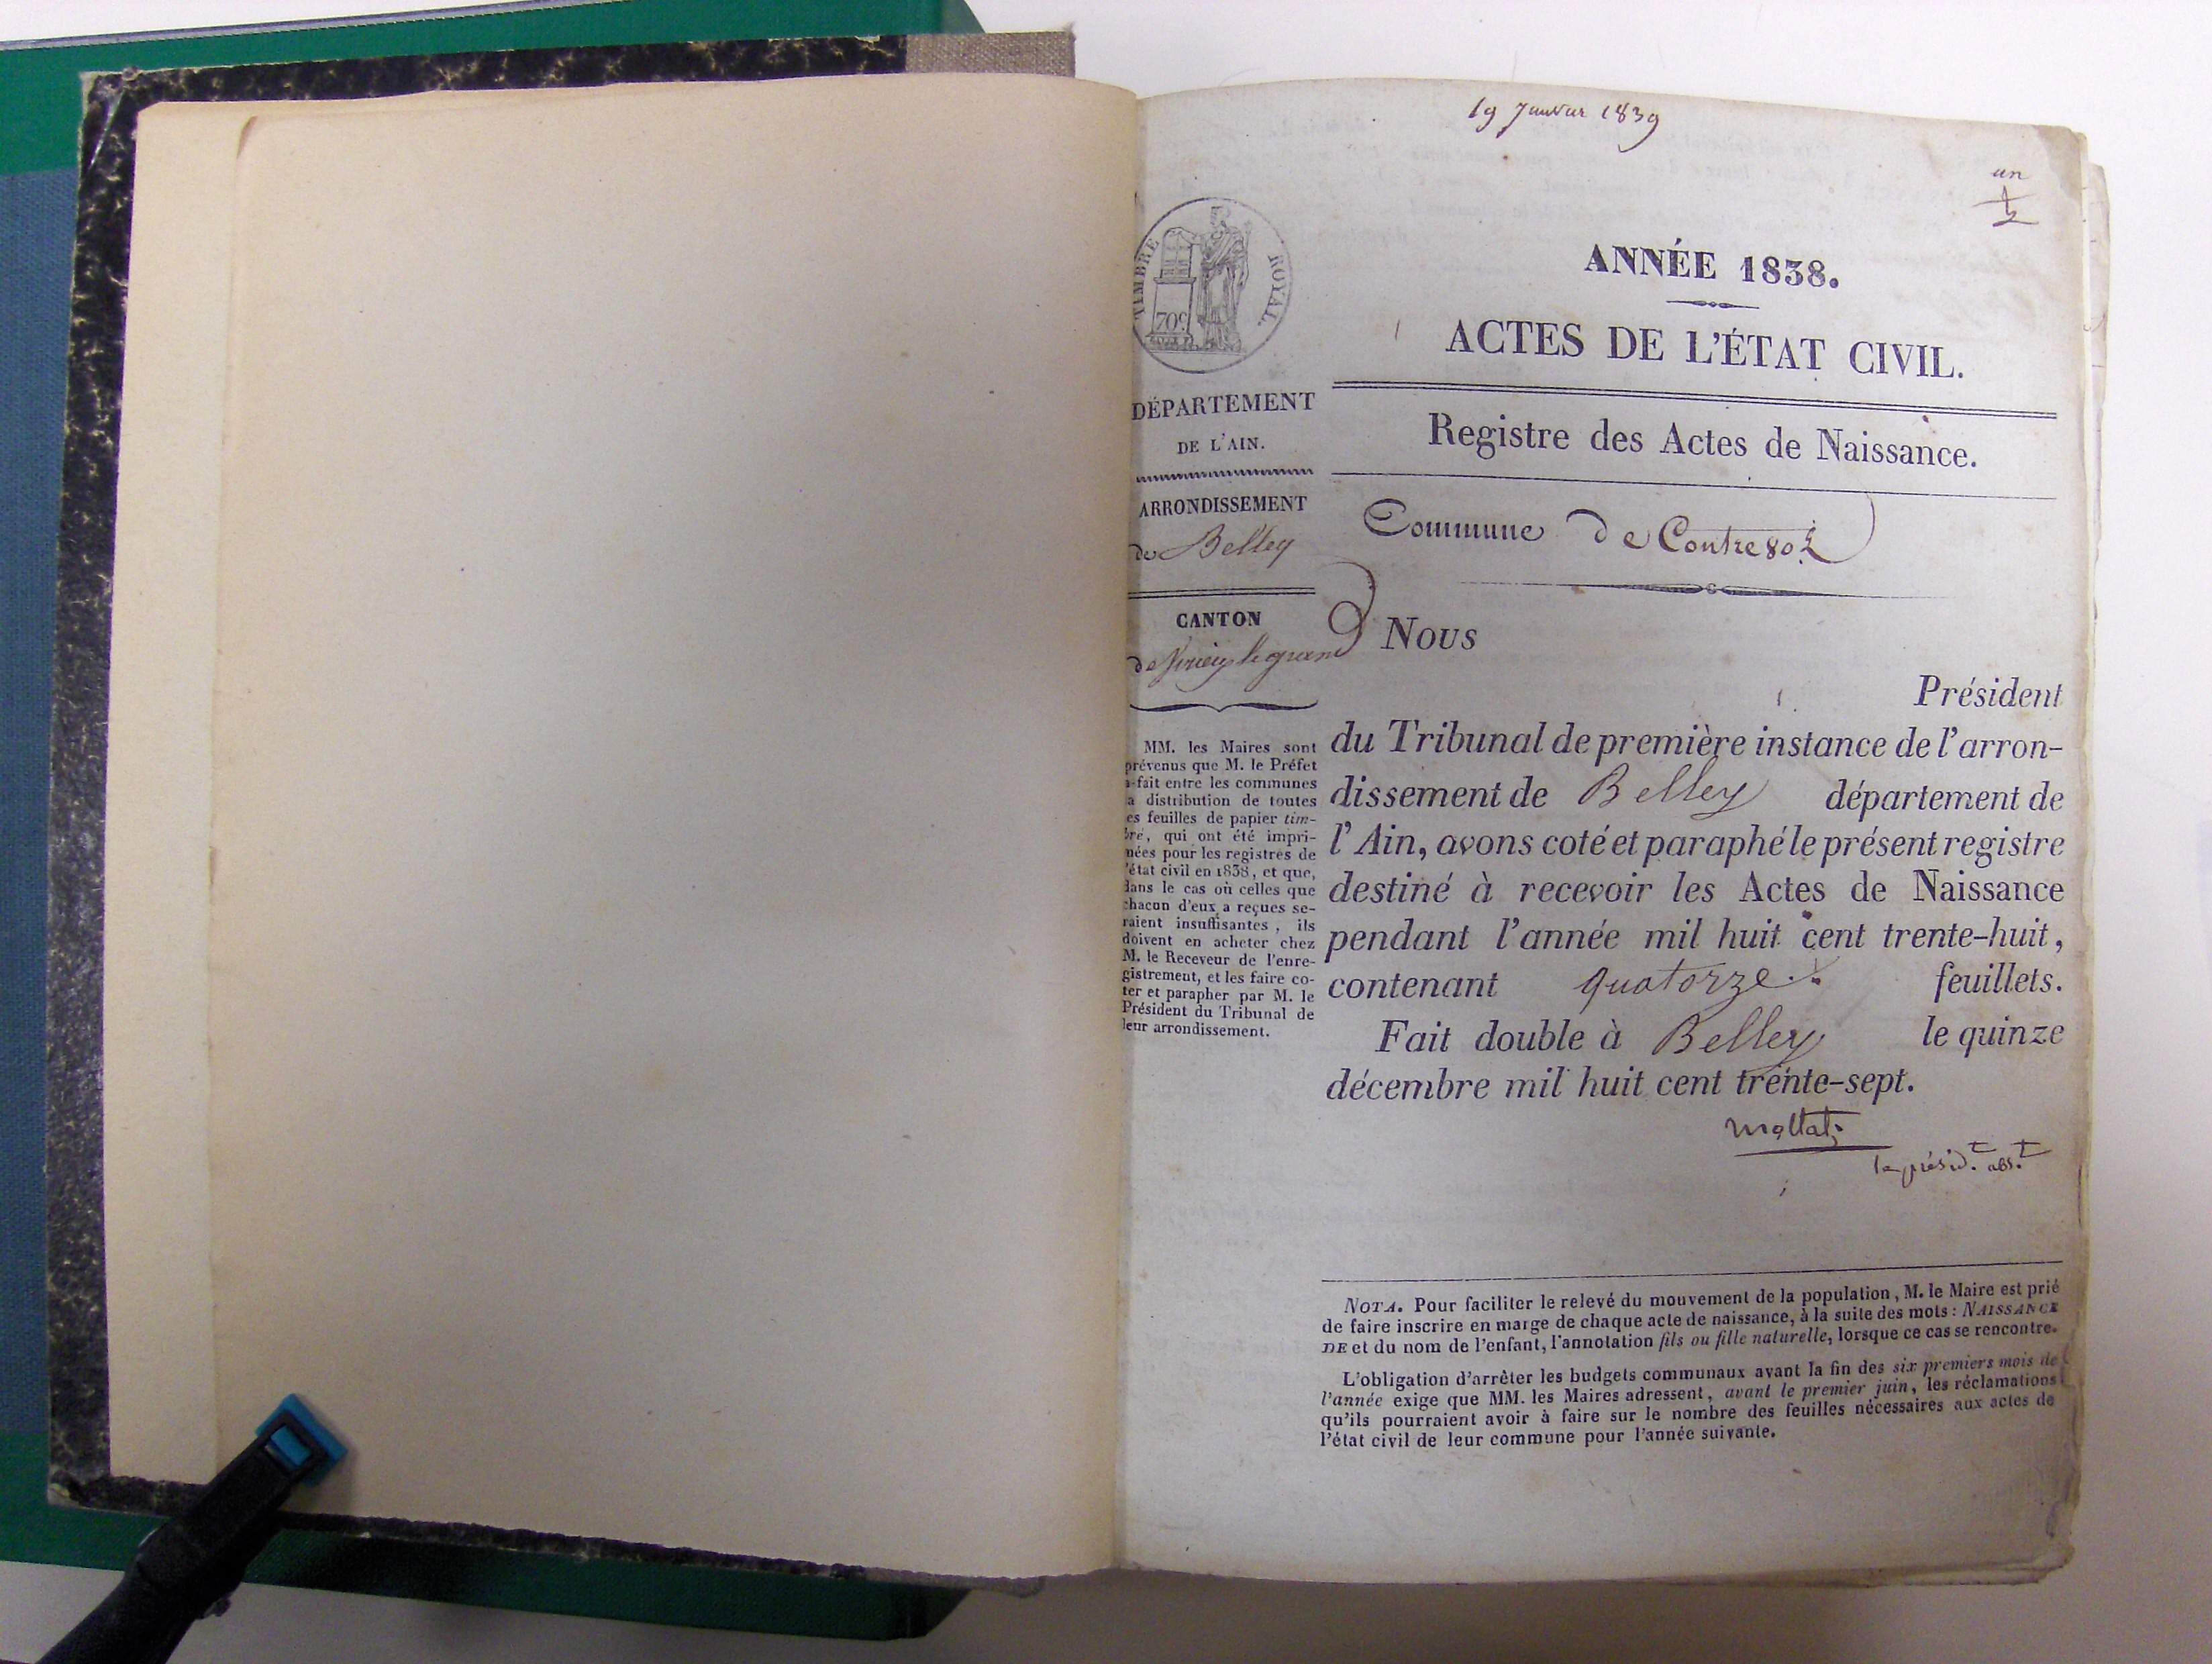 19 Janvier 1839
un
TIMBRE ROYAL.
70c
ANNÉE 1838.
ACTES DE L'ÉTAT CIVIL.
Registre des Actes de Naissance.
Commune de
DÉPARTEMENT
DE L'AIN.
ARRONDISSEMENT
de Belley
CANTON
de Virieu le grand
MM. les Maires sont
prévenus que M. le Préfet
a fait entre les communes
la distribution de toutes
les feuilles de papier tim-
bré, qui ont été impri-
mées pour les registres de
l'état civil en 1838, et que,
dans le cas où celles que
chacun d'eux a reçues se-
raient insuffisantes, ils
doivent en acheter chez
M. le Receveur de l'enre-
gistrement, et les faire co-
ter et parapher par M. le
Président du Tribunal de
leur arrondissement.
Nous
Président
du Tribunal de première instance de l'arron-
dissement de Belley département de
l'Ain, avons coté et paraphé le présent registre
destiné à recevoir les Actes de Naissance
pendant l'année mil huit cent trente-huit,
contenant quatorze feuillets.
Fait double à Belley le quinze
décembre mil huit cent trente-sept.
le présid.t abs.t
NOTA. Pour faciliter le relevé du mouvement de la population, M. le Maire est prié
de faire inscrire en marge de chaque acte de naissance, à la suite des mots: NAISSANCE
DE et du nom de l'enfant, l'annotation fils ou fille naturelle, lorsque ce cas se rencontre.
L'obligation d'arrêter les budgets communaux avant la fin des six premiers mois de
l'année exige que MM. les Maires adressent, avant le premier juin, les réclamations
qu'ils pourraient avoir à faire sur le nombre des feuilles nécessaires aux actes de
l'état civil de leur commune pour l'année suivante.